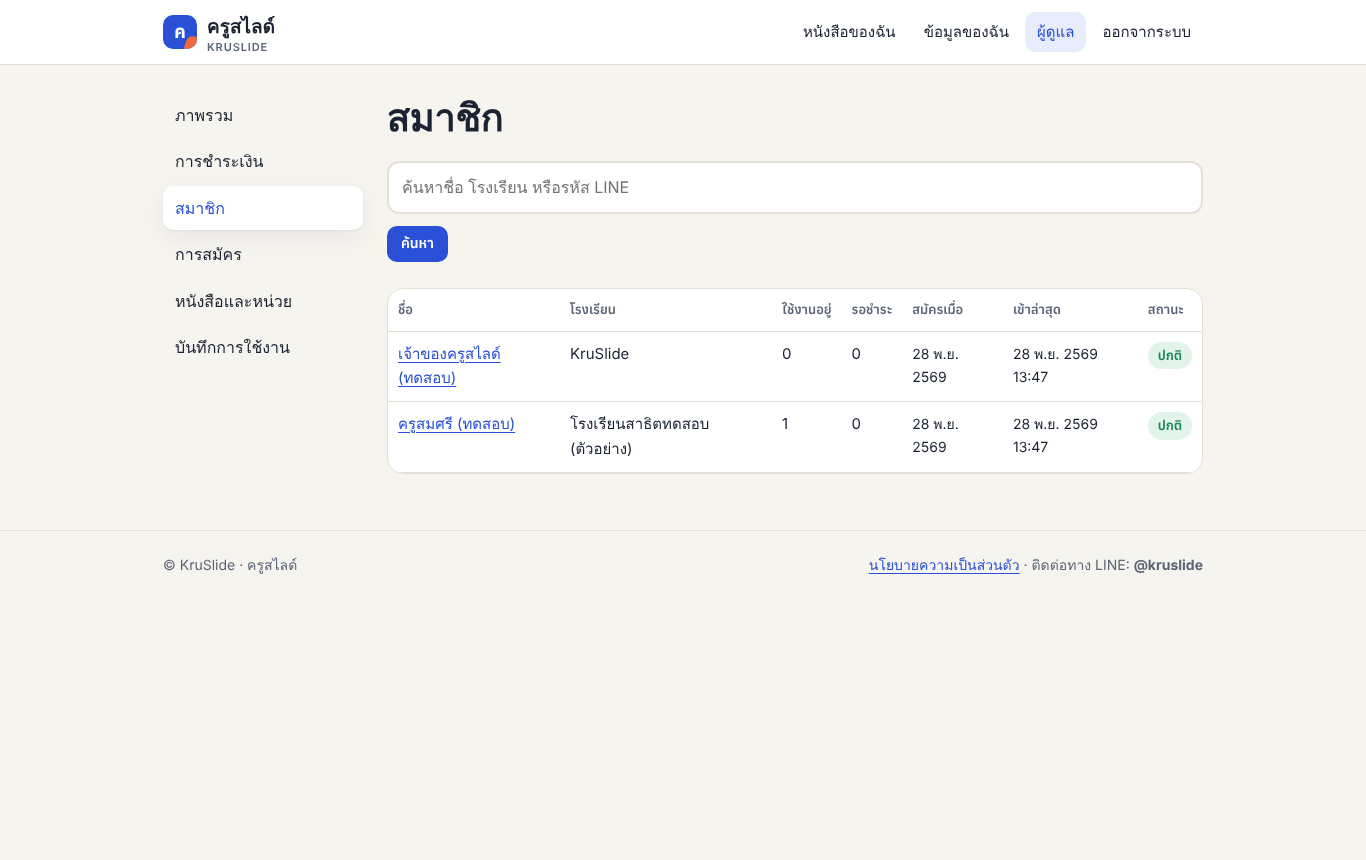 ค
ครูสไลด์
KRUSLIDE
หนังสือของฉัน
ข้อมูลของฉัน
ผู้ดูแล
ออกจากระบบ
ภาพรวม
การชำระเงิน
สมาชิก
การสมัคร
หนังสือและหน่วย
บันทึกการใช้งาน
สมาชิก
ค้นหาชื่อ โรงเรียน หรือรหัส LINE
ค้นหา
ชื่อ โรงเรียน ใช้งานอยู่ รอชำระ สมัครเมื่อ เข้าล่าสุด สถานะ
เจ้าของครูสไลด์ KruSlide 0 0 28 พ.ย. 28 พ.ย. 2569 ปกติ
(ทดสอบ) 2569 13:47
ครูสมศรี (ทดสอบ) โรงเรียนสาธิตทดสอบ 1 0 28 พ.ย. 28 พ.ย. 2569 ปกติ
(ตัวอย่าง) 2569 13:47
© KruSlide · ครูสไลด์
นโยบายความเป็นส่วนตัว · ติดต่อทาง LINE: @kruslide